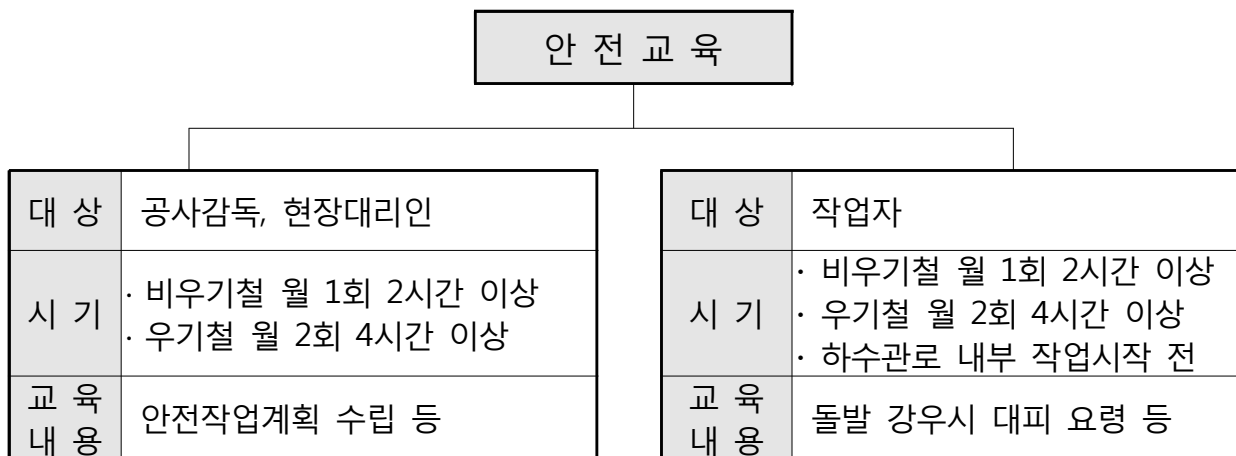 안 전 교 육
대 상 공사감독, 현장대리인
시 기
· 비우기철 월 1회 2시간 이상
· 우기철 월 2회 4시간 이상
교 육
내 용
안전작업계획 수립 등
대 상 작업자
시 기
· 비우기철 월 1회 2시간 이상
· 우기철 월 2회 4시간 이상
· 하수관로 내부 작업시작 전
교 육
내 용
돌발 강우시 대피 요령 등